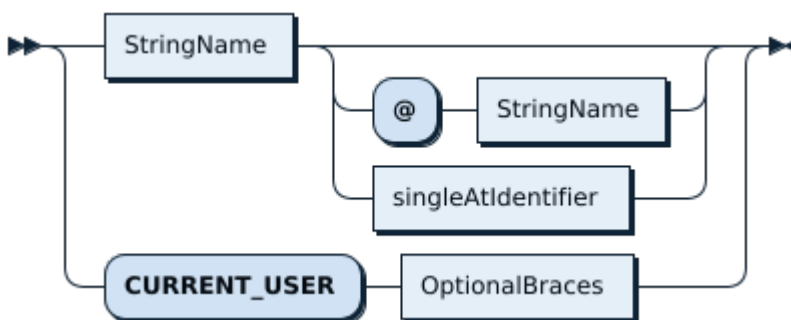 StringName
@ StringName
singleAtIdentifier
CURRENT_USER OptionalBraces